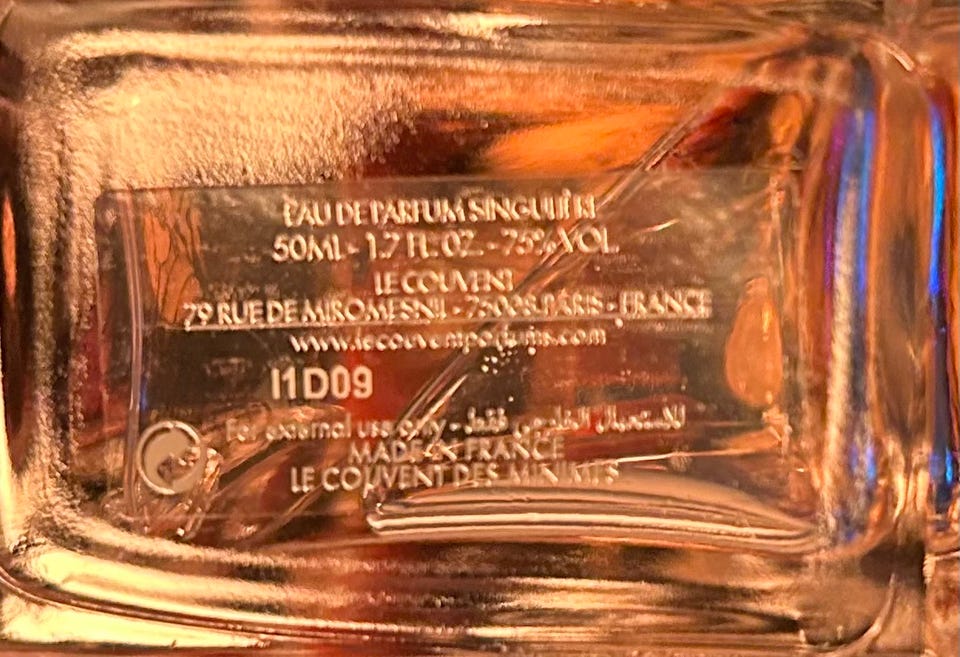 EAU DE PARFUM SINGULIÈRE
50ML - 1.7 FL. OZ. - 75% VOL.
LE COUVENT
79 RUE DE MIROMESNIL - 75008 PARIS - FRANCE
www.lecouventparfums.com
I1D09
For external use only - للاستعمال الخارجي فقط
MADE IN FRANCE
LE COUVENT DES MINIMES